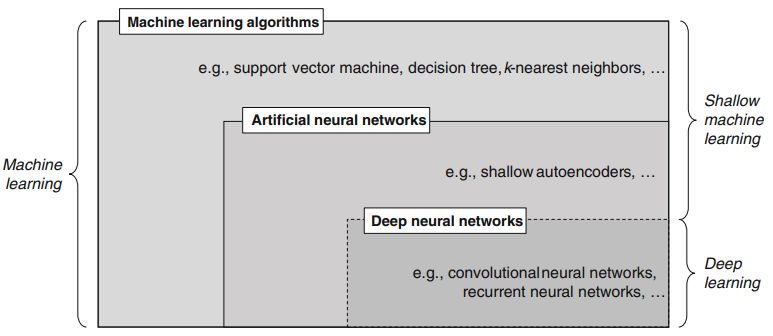 Machine learning algorithms
e.g., support vector machine, decision tree, k-nearest neighbors, …
Artificial neural networks
e.g., shallow autoencoders, …
Deep neural networks
e.g., convolutional neural networks,
recurrent neural networks, …
Machine
learning
Shallow
machine
learning
Deep
learning